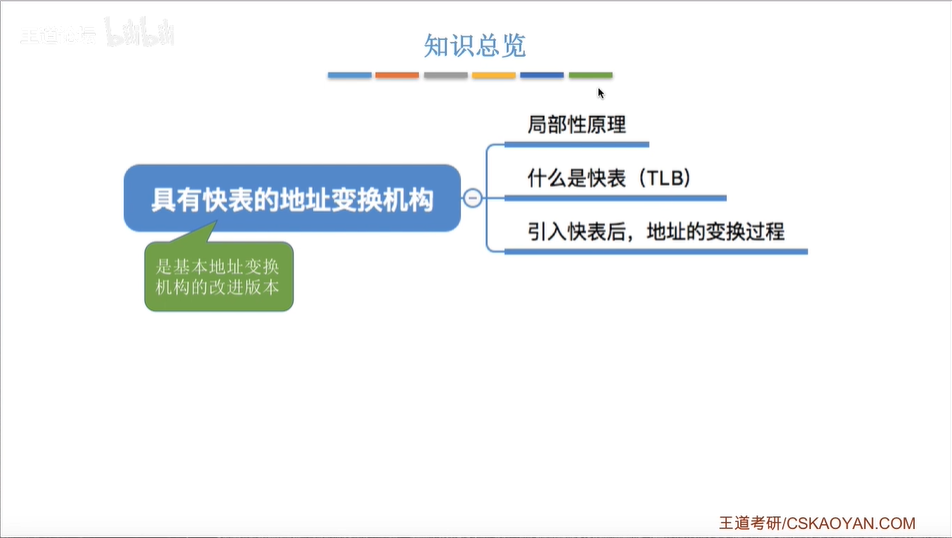 bilibili
知识总览
局部性原理
什么是快表（TLB）
具有快表的地址变换机构
引入快表后，地址的变换过程
是基本地址变换
机构的改进版本
王道考研/CSKAOYAN.COM